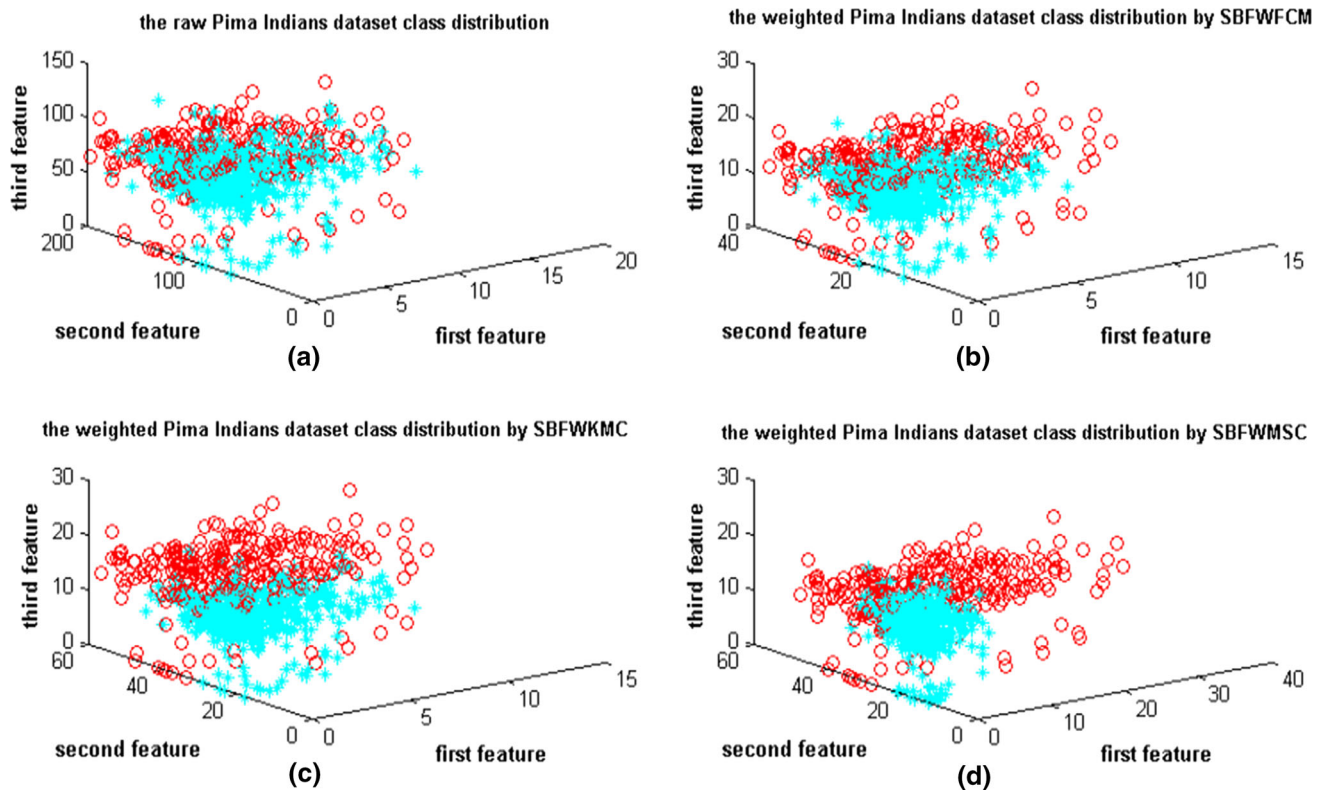 the raw Pima Indians dataset class distribution
150
100
50
0
third feature
200
100
0
second feature
0
5
10
15
20
first feature
(a)
the weighted Pima Indians dataset class distribution by SBFWFCM
30
20
10
0
third feature
40
20
0
second feature
0
5
10
15
first feature
(b)
the weighted Pima Indians dataset class distribution by SBFWKMC
30
20
10
0
third feature
60
40
20
0
second feature
0
5
10
15
first feature
(c)
the weighted Pima Indians dataset class distribution by SBFWMSC
30
20
10
0
third feature
60
40
20
0
second feature
0
10
20
30
40
first feature
(d)